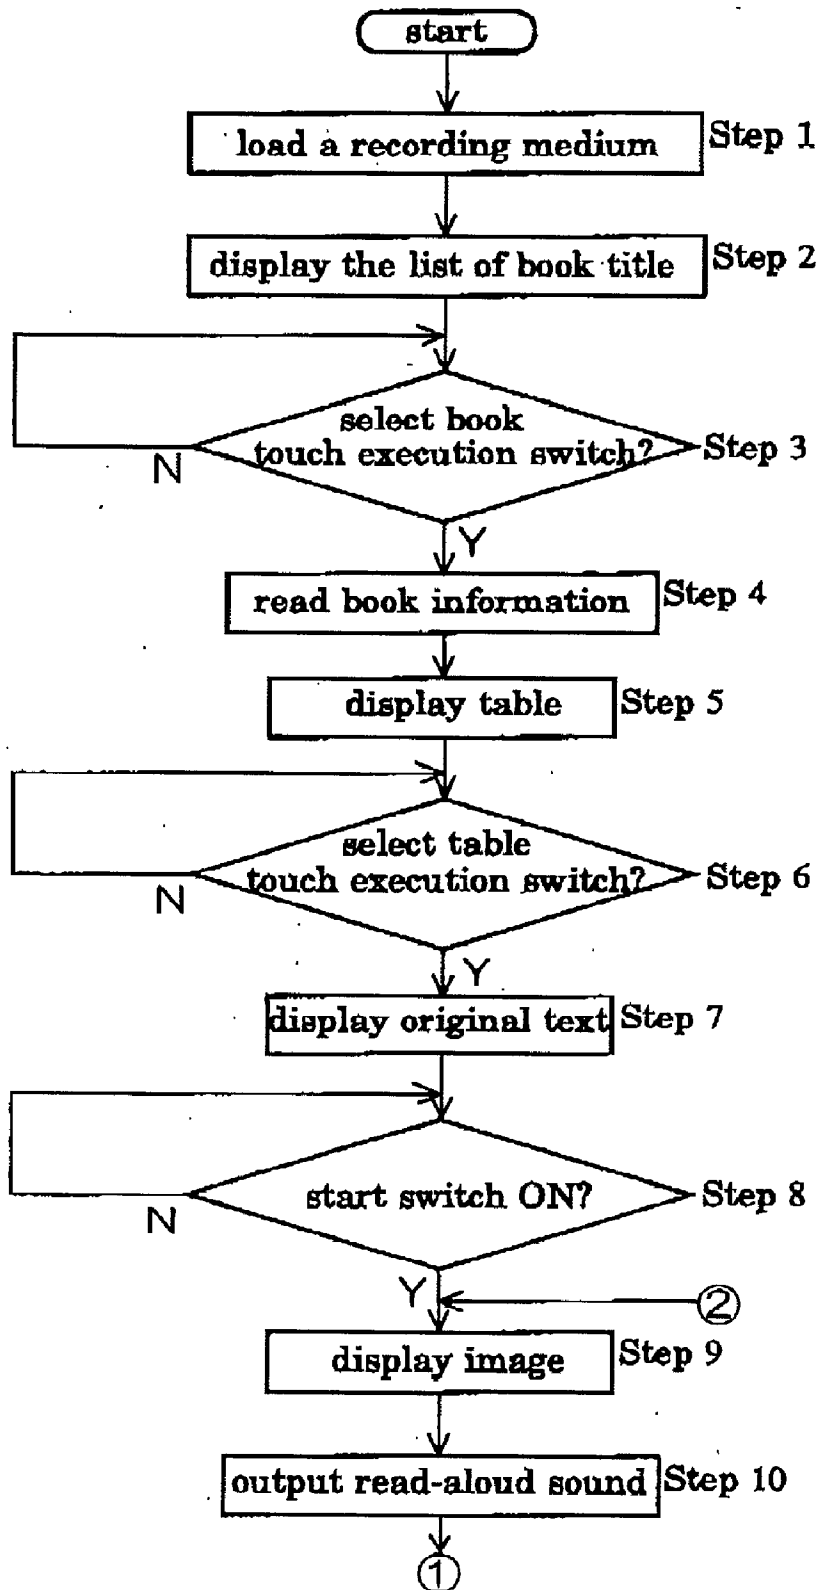 start
load a recording medium
Step 1
display the list of book title
Step 2
select book
touch execution switch?
Step 3
N
Y
read book information
Step 4
display table
Step 5
select table
touch execution switch?
Step 6
N
Y
display original text
Step 7
start switch ON?
Step 8
N
Y
②
display image
Step 9
output read-aloud sound
Step 10
①